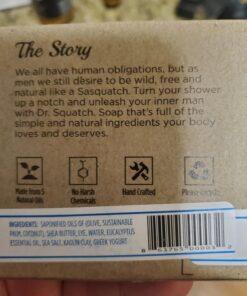 The Story
We all have human obligations, but as
men we still desire to be wild, free and
natural like a Sasquatch. Turn your shower
up a notch and unleash your inner man
with Dr. Squatch. Soap that's full of the
simple and natural ingredients your body
loves and deserves.
Made from 5
Natural Oils
No Harsh
Chemicals
Hand Crafted
Please Recycle
INGREDIENTS: SAPONIFIED OILS OF (OLIVE, SUSTAINABLE
PALM, COCONUT), SHEA BUTTER, LYE, WATER, EUCALYPTUS
ESSENTIAL OIL, SEA SALT, KAOLIN CLAY, GREEK YOGURT